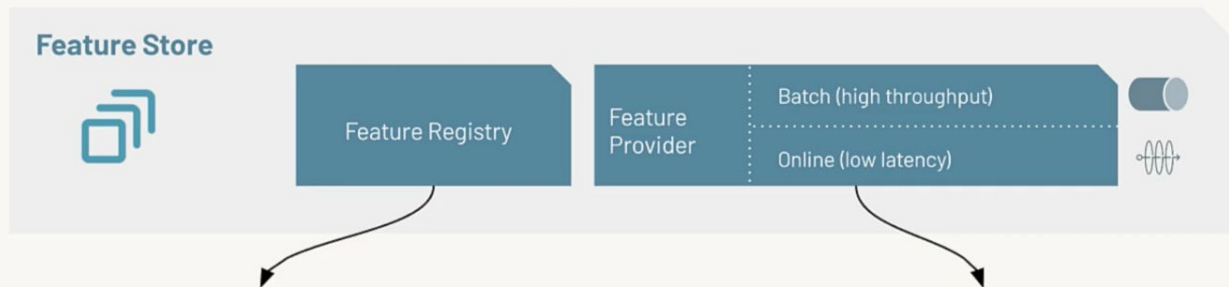 Feature Store
Feature Registry
Feature
Provider
Batch (high throughput)
Online (low latency)